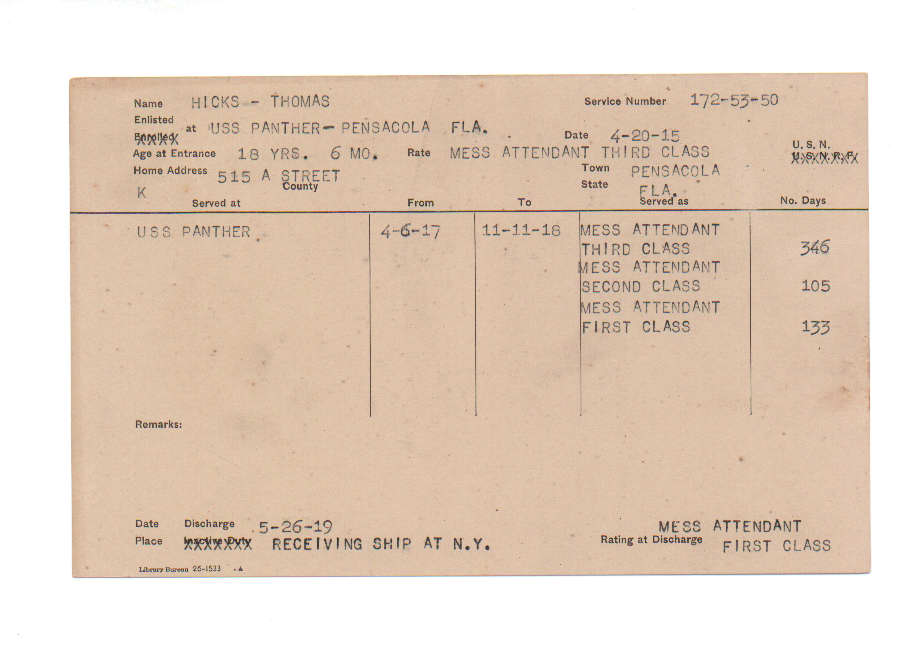 Name HICKS - THOMAS Service Number 172-53-50
Enlisted
Enrolled at USS PANTHER- PENSACOLA FLA. Date 4-20-15
Age at Entrance 18 YRS. 6 MO. Rate MESS ATTENDANT THIRD CLASS U.S.N.
U.S.N.R.F.
Home Address 515 A STREET Town PENSACOLA
K County State FLA.
Served at From To Served as No. Days
USS PANTHER 4-6-17 11-11-18 MESS ATTENDANT
THIRD CLASS 346
MESS ATTENDANT
SECOND CLASS 105
MESS ATTENDANT
FIRST CLASS 133
Remarks:
Date Discharge 5-26-19 MESS ATTENDANT
Place Inactive Duty RECEIVING SHIP AT N.Y. Rating at Discharge FIRST CLASS
Library Bureau 25-1533